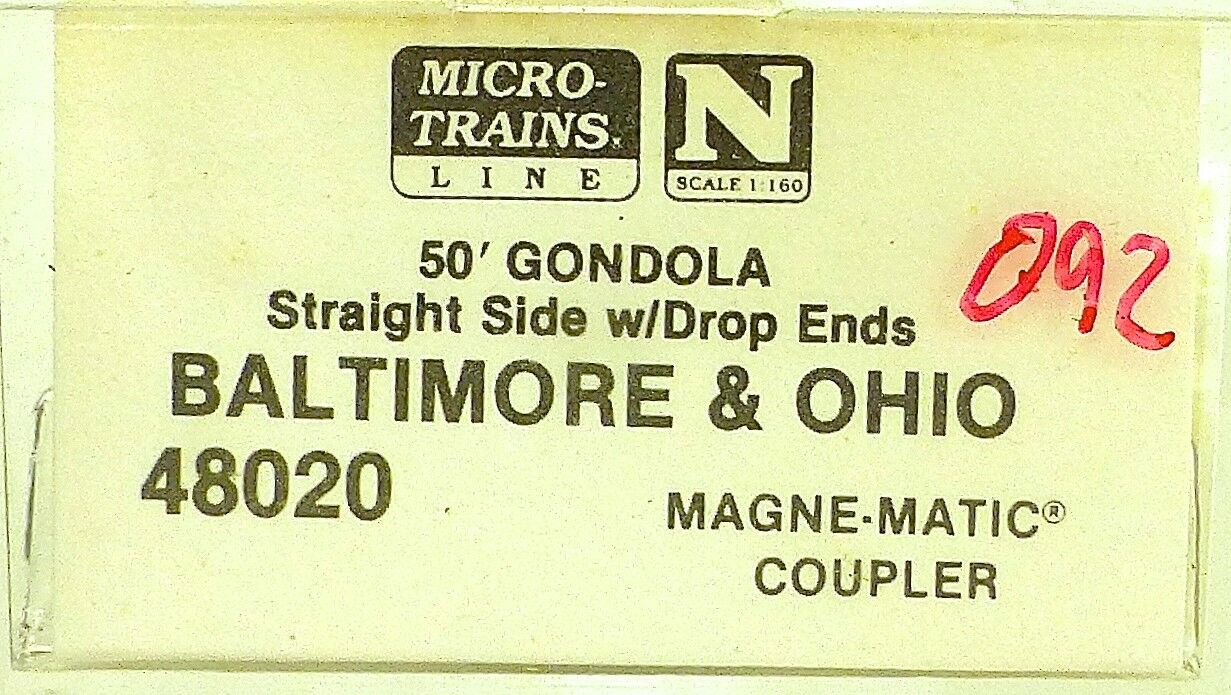 MICRO-
TRAINS.
LINE
N
SCALE 1:160
50' GONDOLA
092
Straight Side w/Drop Ends
BALTIMORE & OHIO
48020
MAGNE-MATIC®
COUPLER